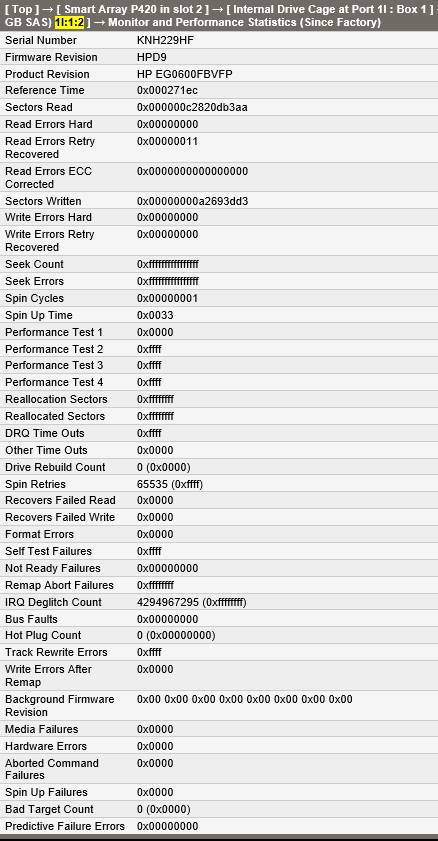 [ Top ] → [ Smart Array P420 in slot 2 ] → [ Internal Drive Cage at Port 1I : Box 1 ]
GB SAS) 1I:1:2 ] → Monitor and Performance Statistics (Since Factory)
Serial Number KNH229HF
Firmware Revision HPD9
Product Revision HP EG0600FBVFP
Reference Time 0x000271ec
Sectors Read 0x000000c2820db3aa
Read Errors Hard 0x00000000
Read Errors Retry 0x00000011
Recovered
Read Errors ECC 0x0000000000000000
Corrected
Sectors Written 0x00000000a2693dd3
Write Errors Hard 0x00000000
Write Errors Retry 0x00000000
Recovered
Seek Count 0xffffffffffffffff
Seek Errors 0xffffffffffffffff
Spin Cycles 0x00000001
Spin Up Time 0x0033
Performance Test 1 0x0000
Performance Test 2 0xffff
Performance Test 3 0xffff
Performance Test 4 0xffff
Reallocation Sectors 0xffffffff
Reallocated Sectors 0xffffffff
DRQ Time Outs 0xffff
Other Time Outs 0x0000
Drive Rebuild Count 0 (0x0000)
Spin Retries 65535 (0xffff)
Recovers Failed Read 0x0000
Recovers Failed Write 0x0000
Format Errors 0x0000
Self Test Failures 0xffff
Not Ready Failures 0x00000000
Remap Abort Failures 0xffffffff
IRQ Deglitch Count 4294967295 (0xffffffff)
Bus Faults 0x00000000
Hot Plug Count 0 (0x00000000)
Track Rewrite Errors 0xffff
Write Errors After 0x0000
Remap
Background Firmware 0x00 0x00 0x00 0x00 0x00 0x00 0x00 0x00
Revision
Media Failures 0x0000
Hardware Errors 0x0000
Aborted Command 0x0000
Failures
Spin Up Failures 0x0000
Bad Target Count 0 (0x0000)
Predictive Failure Errors 0x00000000